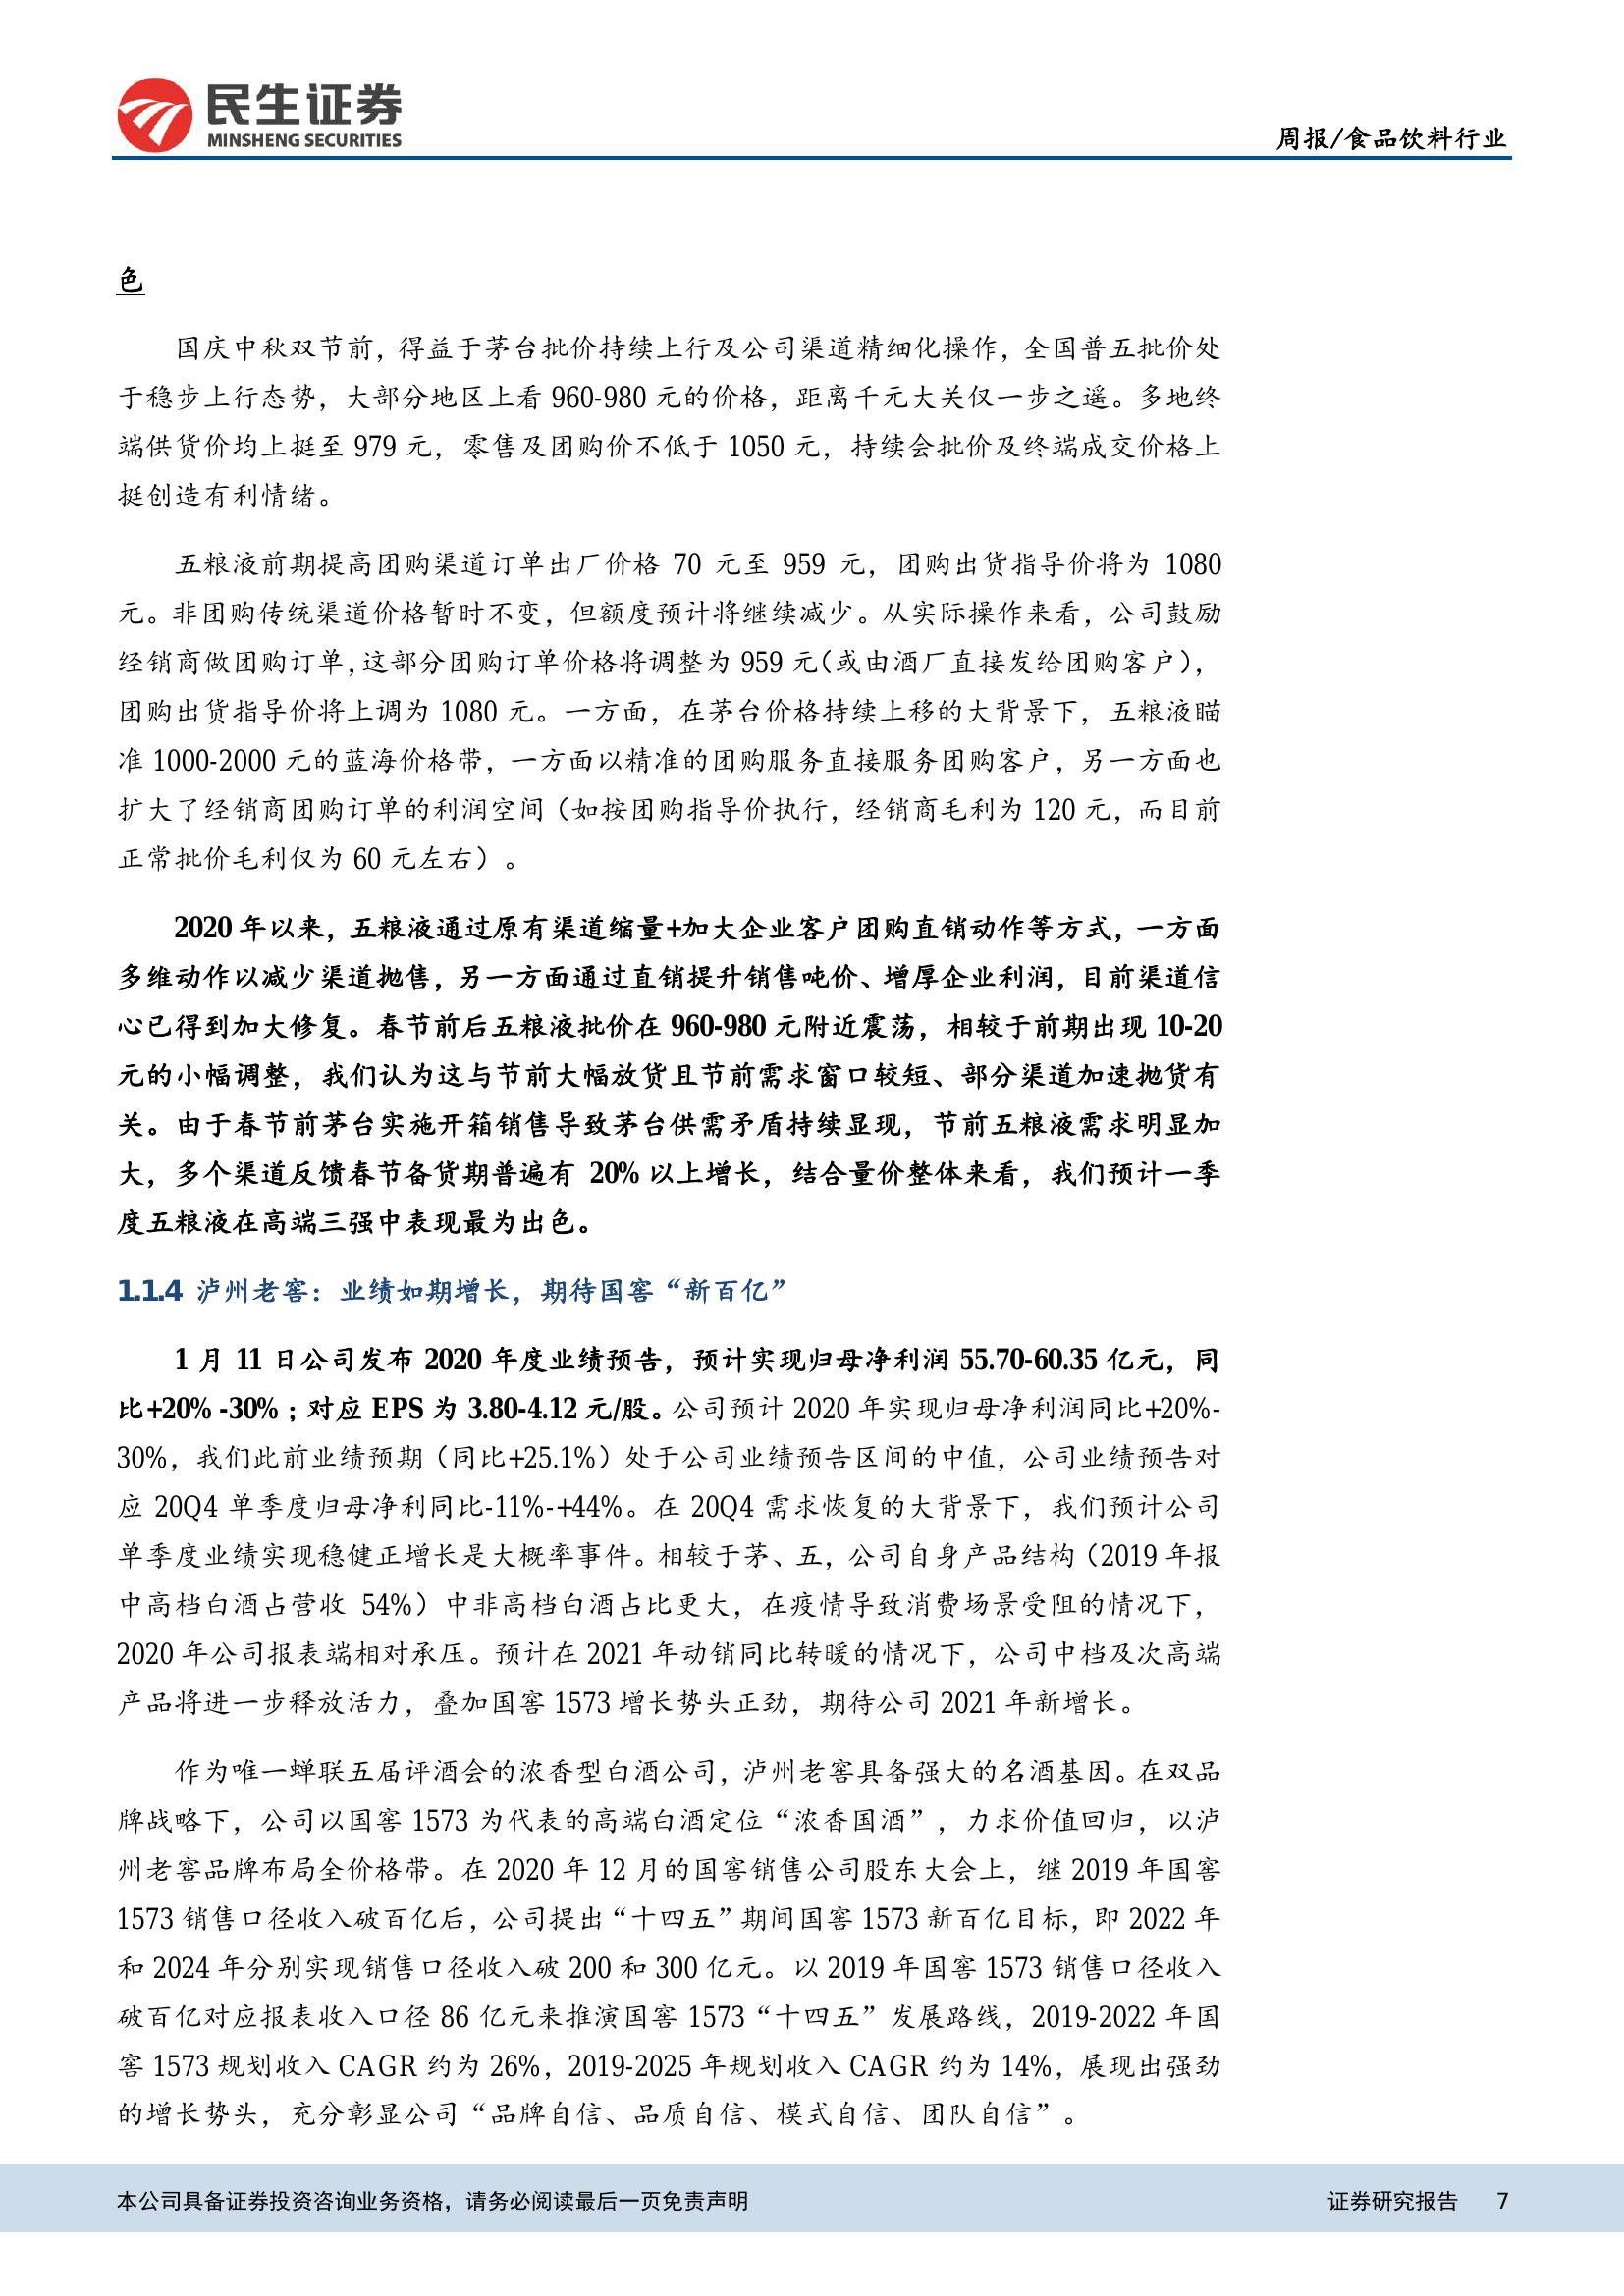 民生证券
MINSHENG SECURITIES
周报/食品饮料行业
色
国庆中秋双节前，得益于茅台批价持续上行及公司渠道精细化操作，全国普五批价处
于稳步上行态势，大部分地区上看 960-980 元的价格，距离千元大关仅一步之遥。多地终
端供货价均上挺至 979 元，零售及团购价不低于 1050 元，持续会批价及终端成交价格上
挺创造有利情绪。
五粮液前期提高团购渠道订单出厂价格 70 元至 959 元，团购出货指导价将为 1080
元。非团购传统渠道价格暂时不变，但额度预计将继续减少。从实际操作来看，公司鼓励
经销商做团购订单，这部分团购订单价格将调整为 959 元（或由酒厂直接发给团购客户），
团购出货指导价将上调为 1080 元。一方面，在茅台价格持续上移的大背景下，五粮液瞄
准 1000-2000 元的蓝海价格带，一方面以精准的团购服务直接服务团购客户，另一方面也
扩大了经销商团购订单的利润空间（如按团购指导价执行，经销商毛利为 120 元，而目前
正常批价毛利仅为 60 元左右）。
2020 年以来，五粮液通过原有渠道缩量+加大企业客户团购直销动作等方式，一方面
多维动作以减少渠道抛售，另一方面通过直销提升销售吨价、增厚企业利润，目前渠道信
心已得到加大修复。春节前后五粮液批价在 960-980 元附近震荡，相较于前期出现 10-20
元的小幅调整，我们认为这与节前大幅放货且节前需求窗口较短、部分渠道加速抛货有
关。由于春节前茅台实施开箱销售导致茅台供需矛盾持续显现，节前五粮液需求明显加
大，多个渠道反馈春节备货期普遍有 20%以上增长，结合量价整体来看，我们预计一季
度五粮液在高端三强中表现最为出色。
1.1.4 泸州老窖：业绩如期增长，期待国窖“新百亿”
1 月 11 日公司发布 2020 年度业绩预告，预计实现归母净利润 55.70-60.35 亿元，同
比+20% -30%；对应 EPS 为 3.80-4.12 元/股。公司预计 2020 年实现归母净利润同比+20%-
30%，我们此前业绩预期（同比+25.1%）处于公司业绩预告区间的中值，公司业绩预告对
应 20Q4 单季度归母净利同比-11%-+44%。在 20Q4 需求恢复的大背景下，我们预计公司
单季度业绩实现稳健正增长是大概率事件。相较于茅、五，公司自身产品结构（2019 年报
中高档白酒占营收 54%）中非高档白酒占比更大，在疫情导致消费场景受阻的情况下，
2020 年公司报表端相对承压。预计在 2021 年动销同比转暖的情况下，公司中档及次高端
产品将进一步释放活力，叠加国窖 1573 增长势头正劲，期待公司 2021 年新增长。
作为唯一蝉联五届评酒会的浓香型白酒公司，泸州老窖具备强大的名酒基因。在双品
牌战略下，公司以国窖 1573 为代表的高端白酒定位“浓香国酒”，力求价值回归，以泸
州老窖品牌布局全价格带。在 2020 年 12 月的国窖销售公司股东大会上，继 2019 年国窖
1573 销售口径收入破百亿后，公司提出“十四五”期间国窖 1573 新百亿目标，即 2022 年
和 2024 年分别实现销售口径收入破 200 和 300 亿元。以 2019 年国窖 1573 销售口径收入
破百亿对应报表收入口径 86 亿元来推演国窖 1573“十四五”发展路线，2019-2022 年国
窖 1573 规划收入 CAGR 约为 26%，2019-2025 年规划收入 CAGR 约为 14%，展现出强劲
的增长势头，充分彰显公司“品牌自信、品质自信、模式自信、团队自信”。
本公司具备证券投资咨询业务资格，请务必阅读最后一页免责声明
证券研究报告 7